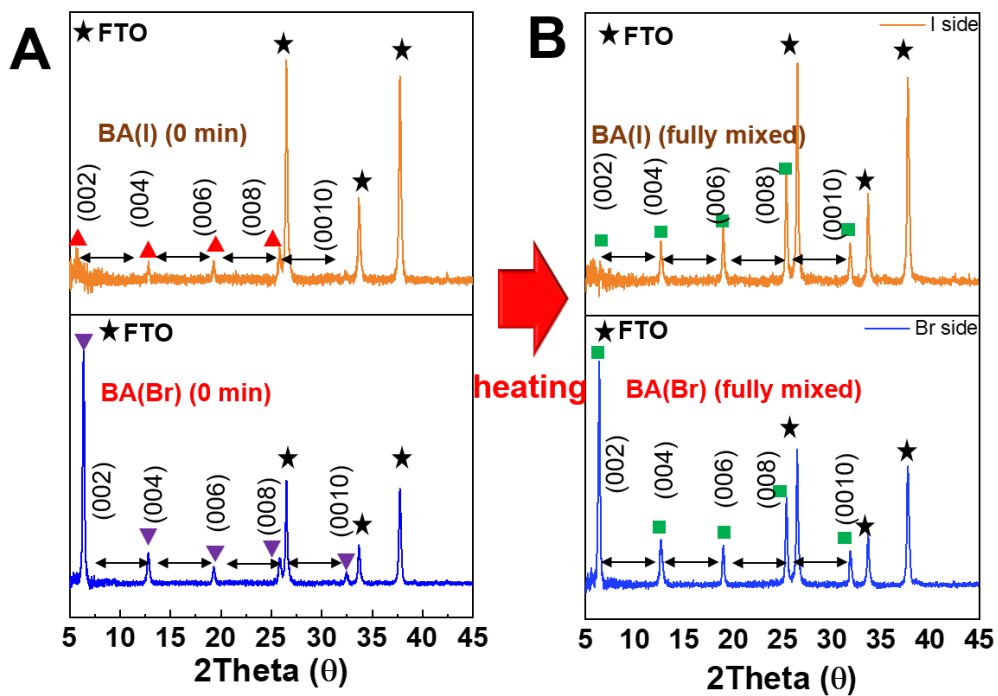 A
★FTO
BA(I) (0 min)
(002)
(004)
(006)
(008)
(0010)
★FTO
BA(Br) (0 min)
(002)
(004)
(006)
(008)
(0010)
5 10 15 20 25 30 35 40 45
2Theta (θ)
heating
B
★FTO
I side
BA(I) (fully mixed)
(002)
(004)
(006)
(008)
(0010)
★FTO
Br side
BA(Br) (fully mixed)
(002)
(004)
(006)
(008)
(0010)
5 10 15 20 25 30 35 40 45
2Theta (θ)